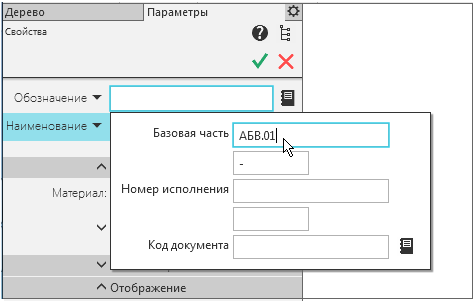 Дерево Параметры
Свойства
Обозначение
Наименование
Базовая часть АБВ.01
-
Номер исполнения
Материал:
Код документа
Отображение